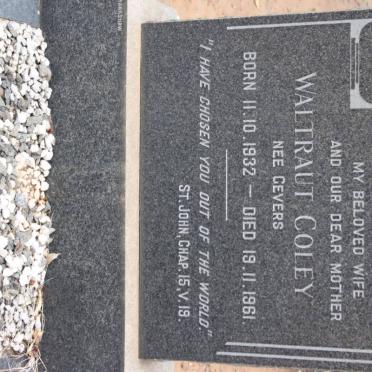 MY BELOVED WIFE
AND OUR DEAR MOTHER
WALTRAUT COLEY
NEE GEVERS
BORN 11.10.1932 — DIED 19.11.1961
"I HAVE CHOSEN YOU OUT OF THE WORLD."
ST. JOHN, CHAP. 15, V. 19.